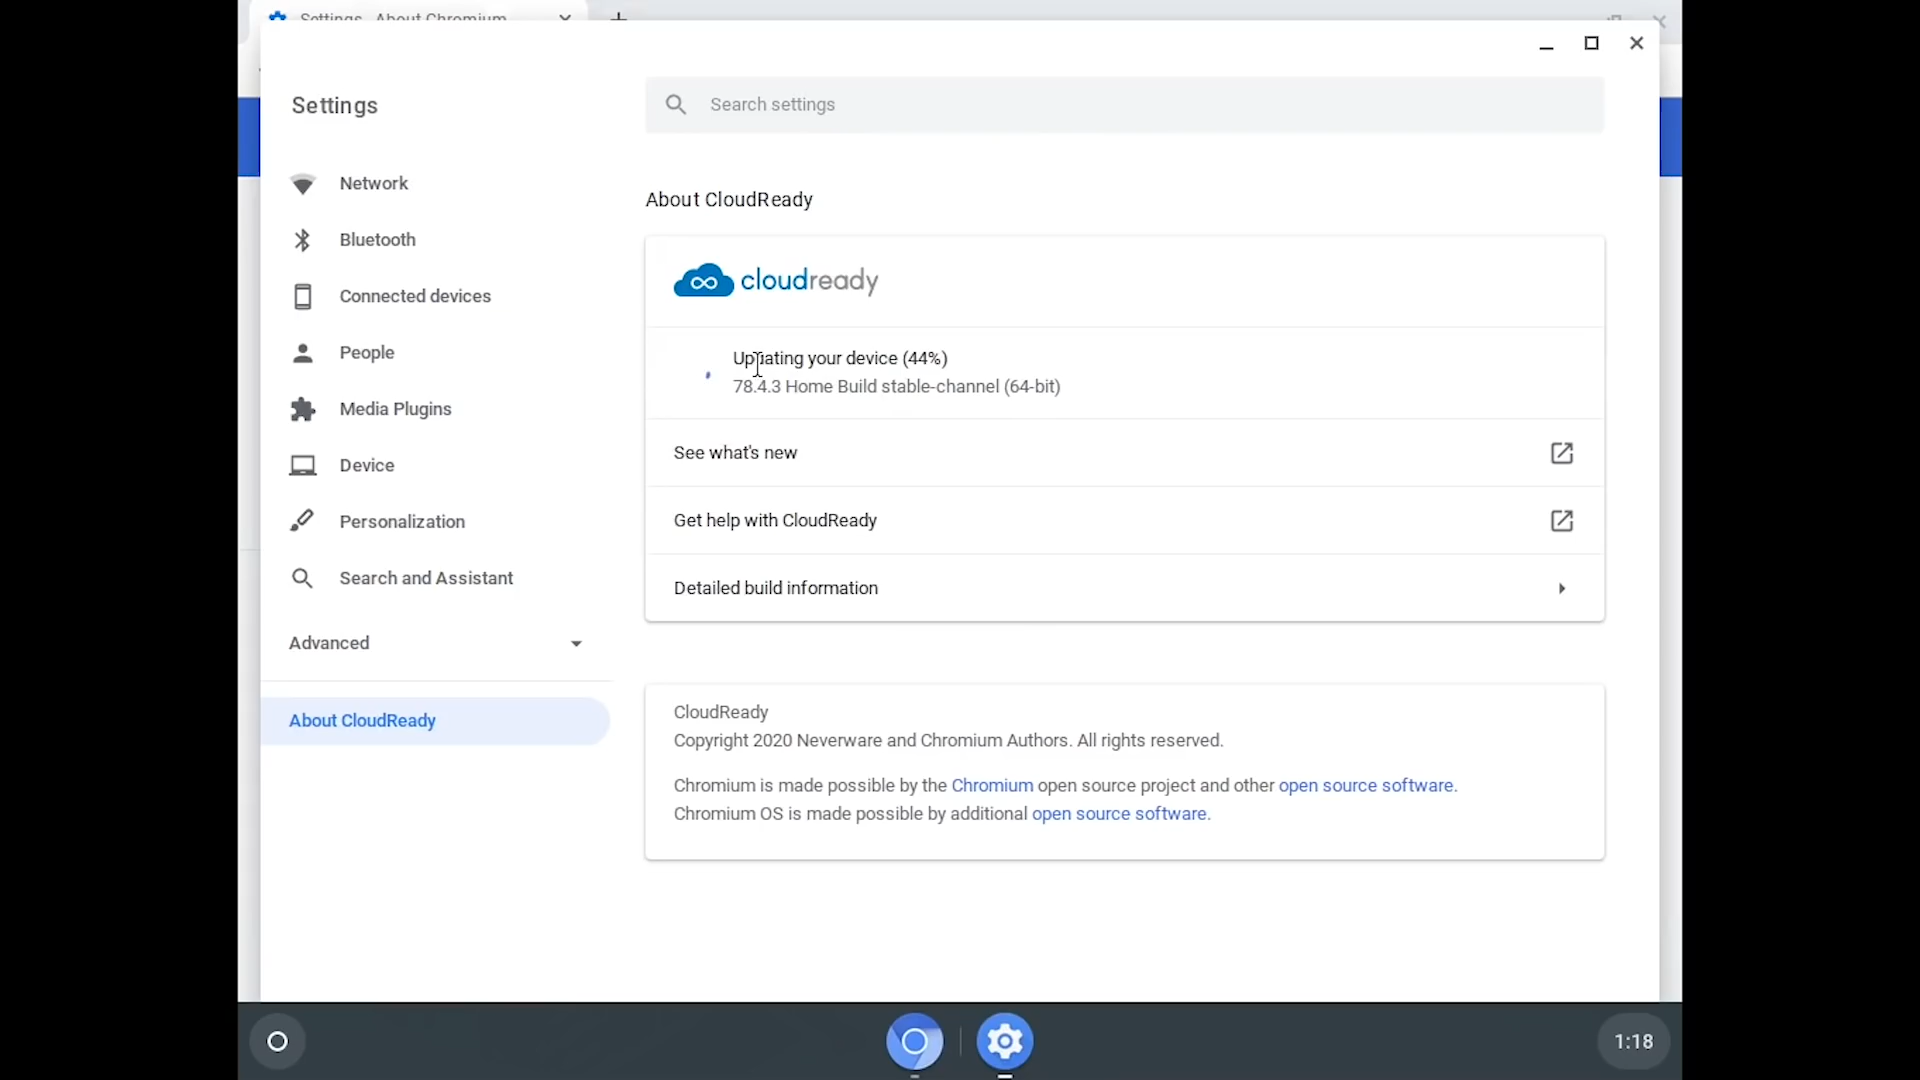 Settings - About Chromium
Settings
Search settings
Network
Bluetooth
Connected devices
People
Media Plugins
Device
Personalization
Search and Assistant
Advanced
About CloudReady
About CloudReady
cloudready
Updating your device (44%)
78.4.3 Home Build stable-channel (64-bit)
See what's new
Get help with CloudReady
Detailed build information
CloudReady
Copyright 2020 Neverware and Chromium Authors. All rights reserved.
Chromium is made possible by the Chromium open source project and other open source software.
Chromium OS is made possible by additional open source software.
1:18